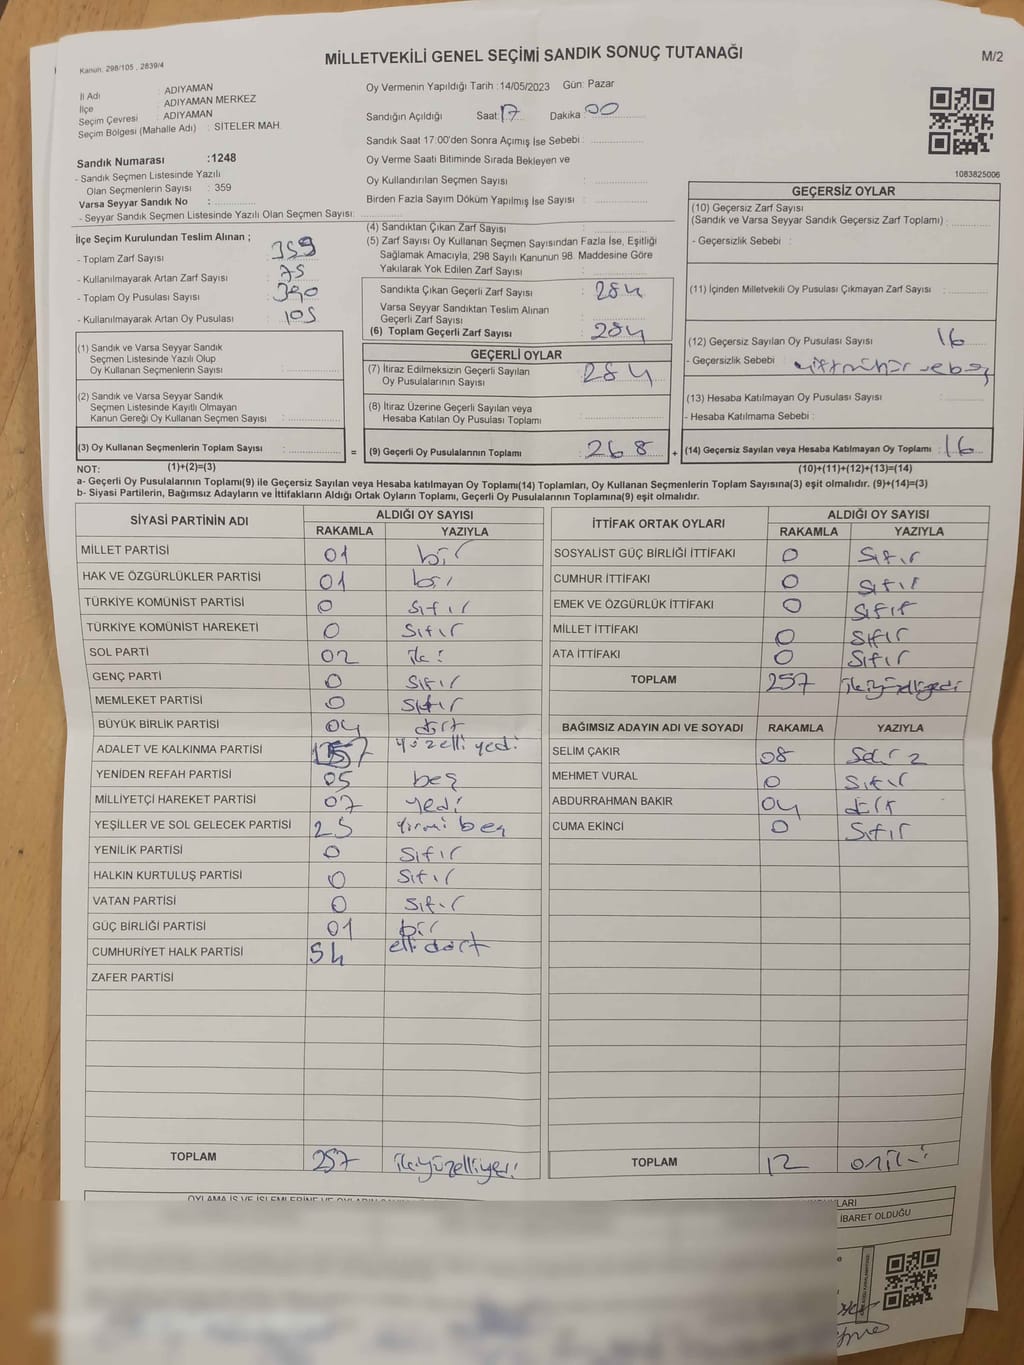 Kanun: 298/105 , 2839/4
MİLLETVEKİLİ GENEL SEÇİMİ SANDIK SONUÇ TUTANAĞI
M/2
İl Adı : ADIYAMAN
İlçe : ADIYAMAN MERKEZ
Seçim Çevresi : ADIYAMAN
Seçim Bölgesi (Mahalle Adı) : SİTELER MAH.
Sandık Numarası :1248
- Sandık Seçmen Listesinde Yazılı
Olan Seçmenlerin Sayısı : 359
Varsa Seyyar Sandık No :
- Seyyar Sandık Seçmen Listesinde Yazılı Olan Seçmen Sayısı:
Oy Vermenin Yapıldığı Tarih :14/05/2023 Gün: Pazar
Sandığın Açıldığı Saat: 17 Dakika: 00
Sandık Saat 17:00'den Sonra Açmış İse Sebebi :
Oy Verme Saati Bitiminde Sırada Bekleyen ve
Oy Kullandırılan Seçmen Sayısı :
Birden Fazla Sayım Döküm Yapılmış İse Sayısı :
1083825006
İlçe Seçim Kurulundan Teslim Alınan ;
- Toplam Zarf Sayısı : 359
- Kullanılmayarak Artan Zarf Sayısı : 75
- Toplam Oy Pusulası Sayısı : 390
- Kullanılmayarak Artan Oy Pusulası : 105
(4) Sandıktan Çıkan Zarf Sayısı :
(5) Zarf Sayısı Oy Kullanan Seçmen Sayısından Fazla İse, Eşitliği
Sağlamak Amacıyla, 298 Sayılı Kanunun 98. Maddesine Göre
Yakılarak Yok Edilen Zarf Sayısı :
Sandıkta Çıkan Geçerli Zarf Sayısı : 284
Varsa Seyyar Sandıktan Teslim Alınan
Geçerli Zarf Sayısı :
(6) Toplam Geçerli Zarf Sayısı : 284
GEÇERSİZ OYLAR
(10) Geçersiz Zarf Sayısı
(Sandık ve Varsa Seyyar Sandık Geçersiz Zarf Toplamı) :
- Geçersizlik Sebebi :
(11) İçinden Milletvekili Oy Pusulası Çıkmayan Zarf Sayısı :
(12) Geçersiz Sayılan Oy Pusulası Sayısı : 16
- Geçersizlik Sebebi :
(13) Hesaba Katılmayan Oy Pusulası Sayısı :
- Hesaba Katılmama Sebebi :
(1) Sandık ve Varsa Seyyar Sandık
Seçmen Listesinde Yazılı Olup
Oy Kullanan Seçmenlerin Sayısı :
(2) Sandık ve Varsa Seyyar Sandık
Seçmen Listesinde Kayıtlı Olmayan
Kanun Gereği Oy Kullanan Seçmen Sayısı :
GEÇERLİ OYLAR
(7) İtiraz Edilmeksizin Geçerli Sayılan
Oy Pusulalarının Sayısı : 284
(8) İtiraz Üzerine Geçerli Sayılan veya
Hesaba Katılan Oy Pusulası Toplamı :
(3) Oy Kullanan Seçmenlerin Toplam Sayısı : = (9) Geçerli Oy Pusulalarının Toplamı : 268 + (14) Geçersiz Sayılan veya Hesaba Katılmayan Oy Toplamı : 16
NOT: (1)+(2)=(3) (10)+(11)+(12)+(13)=(14)
a- Geçerli Oy Pusulalarının Toplamı(9) ile Geçersiz Sayılan veya Hesaba katılmayan Oy Toplamı(14) Toplamları, Oy Kullanan Seçmenlerin Toplam Sayısına(3) eşit olmalıdır. (9)+(14)=(3)
b- Siyasi Partilerin, Bağımsız Adayların ve İttifakların Aldığı Ortak Oyların Toplamı, Geçerli Oy Pusulalarının Toplamına(9) eşit olmalıdır.
SİYASİ PARTİNİN ADI ALDIĞI OY SAYISI
RAKAMLA YAZIYLA
MİLLET PARTİSİ 01 bir
HAK VE ÖZGÜRLÜKLER PARTİSİ 01 bir
TÜRKİYE KOMÜNİST PARTİSİ 0 Sıfır
TÜRKİYE KOMÜNİST HAREKETİ 0 Sıfır
SOL PARTİ 02 iki
GENÇ PARTİ 0 Sıfır
MEMLEKET PARTİSİ 0 Sıfır
BÜYÜK BİRLİK PARTİSİ 04 dört
ADALET VE KALKINMA PARTİSİ 157 yüzelli yedi
YENİDEN REFAH PARTİSİ 05 beş
MİLLİYETÇİ HAREKET PARTİSİ 07 yedi
YEŞİLLER VE SOL GELECEK PARTİSİ 25 Yirmi beş
YENİLİK PARTİSİ 0 Sıfır
HALKIN KURTULUŞ PARTİSİ 0 Sıfır
VATAN PARTİSİ 0 Sıfır
GÜÇ BİRLİĞİ PARTİSİ 01 bir
CUMHURİYET HALK PARTİSİ 54 elli dört
ZAFER PARTİSİ
TOPLAM 257 ikiyüzelliyedi
İTTİFAK ORTAK OYLARI ALDIĞI OY SAYISI
RAKAMLA YAZIYLA
SOSYALİST GÜÇ BİRLİĞİ İTTİFAKI 0 Sıfır
CUMHUR İTTİFAKI 0 Sıfır
EMEK VE ÖZGÜRLÜK İTTİFAKI 0 Sıfır
MİLLET İTTİFAKI 0 Sıfır
ATA İTTİFAKI 0 Sıfır
TOPLAM 257 ikiyüzelliyedi
BAĞIMSIZ ADAYIN ADI VE SOYADI RAKAMLA YAZIYLA
SELİM ÇAKIR 08 Sekiz
MEHMET VURAL 0 Sıfır
ABDURRAHMAN BAKIR 04 dört
CUMA EKİNCİ 0 Sıfır
TOPLAM 12 oniki
İBARET OLDUĞU